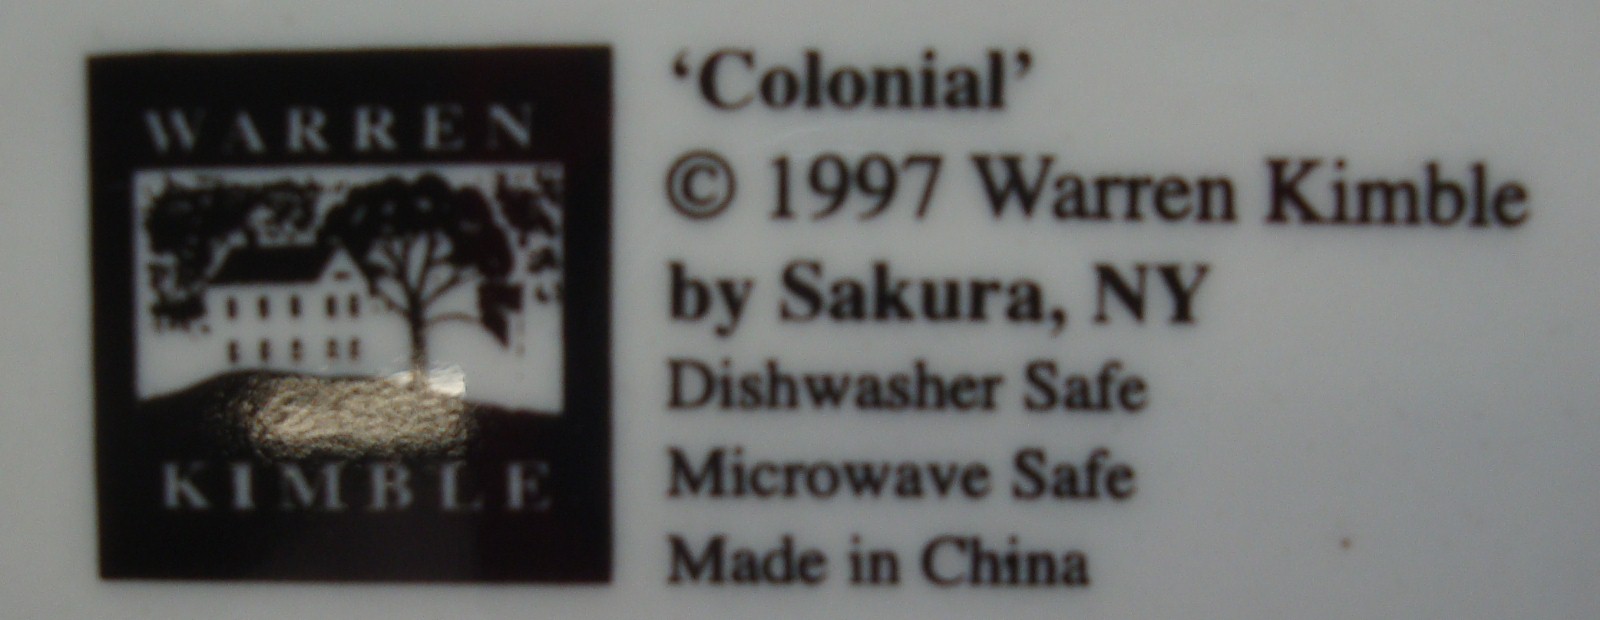 WARREN
KIMBLE
‘Colonial’
© 1997 Warren Kimble
by Sakura, NY
Dishwasher Safe
Microwave Safe
Made in China